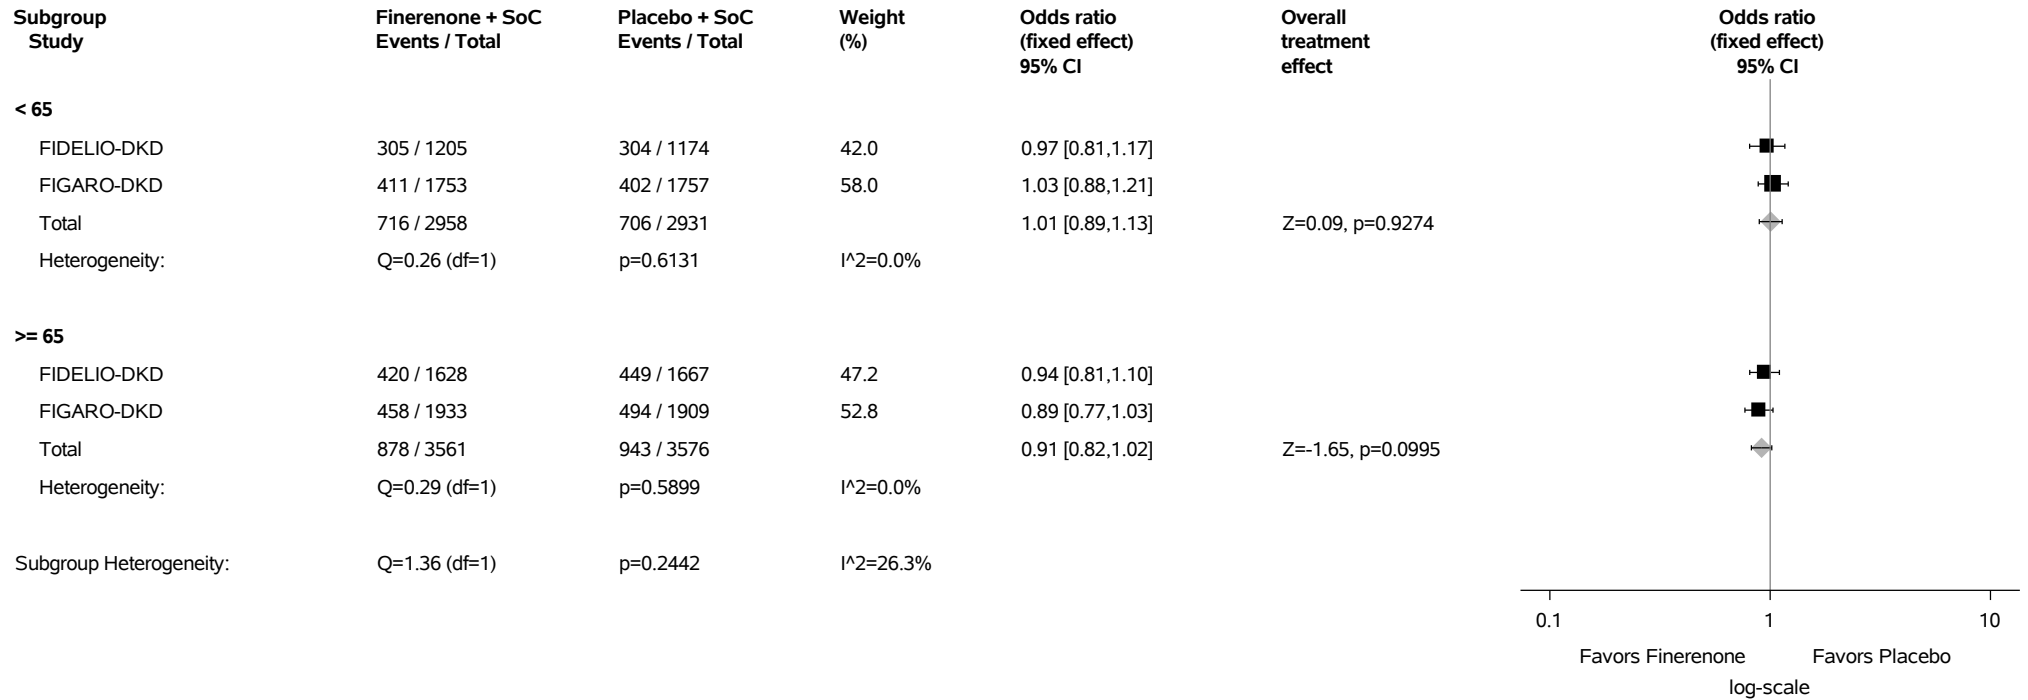 Subgroup Finerenone + SoC Placebo + SoC Weight Odds ratio Overall Odds ratio
Study Events / Total Events / Total (%) (fixed effect) treatment (fixed effect)
95% CI effect 95% CI
< 65
FIDELIO-DKD 305 / 1205 304 / 1174 42.0 0.97 [0.81,1.17]
FIGARO-DKD 411 / 1753 402 / 1757 58.0 1.03 [0.88,1.21]
Total 716 / 2958 706 / 2931 1.01 [0.89,1.13] Z=0.09, p=0.9274
Heterogeneity: Q=0.26 (df=1) p=0.6131 I^2=0.0%
>= 65
FIDELIO-DKD 420 / 1628 449 / 1667 47.2 0.94 [0.81,1.10]
FIGARO-DKD 458 / 1933 494 / 1909 52.8 0.89 [0.77,1.03]
Total 878 / 3561 943 / 3576 0.91 [0.82,1.02] Z=-1.65, p=0.0995
Heterogeneity: Q=0.29 (df=1) p=0.5899 I^2=0.0%
Subgroup Heterogeneity: Q=1.36 (df=1) p=0.2442 I^2=26.3%
0.1 1 10
Favors Finerenone Favors Placebo
log-scale